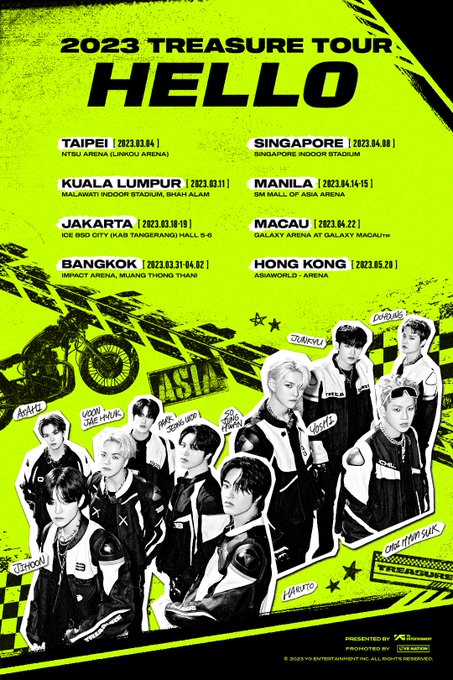 2023 TREASURE TOUR
HELLO
TAIPEI [ 2023.03.04 ]
NTSU ARENA (LINKOU ARENA)
KUALA LUMPUR [ 2023.03.11 ]
MALAWATI INDOOR STADIUM, SHAH ALAM
JAKARTA [ 2023.03.18-19 ]
ICE BSD CITY (KAB TANGERANG) HALL 5-6
BANGKOK [ 2023.03.31-04.02 ]
IMPACT ARENA, MUANG THONG THANI
SINGAPORE [ 2023.04.08 ]
SINGAPORE INDOOR STADIUM
MANILA [ 2023.04.14-15 ]
SM MALL OF ASIA ARENA
MACAU [ 2023.04.22 ]
GALAXY ARENA AT GALAXY MACAU™
HONG KONG [ 2023.05.20 ]
ASIAWORLD - ARENA
ASIA
DOYOUNG
JUNKYU
ASAHI
YOON
JAE HYUK
PARK
JEONG WOO
SO
JUNG
HWAN
YOSHI
JIHOON
HARUTO
CHOI HYUN SUK
TREASURE
PRESENTED BY YG ENTERTAINMENT
PROMOTED BY LIVE NATION
© 2023 YG ENTERTAINMENT INC. ALL RIGHTS RESERVED.